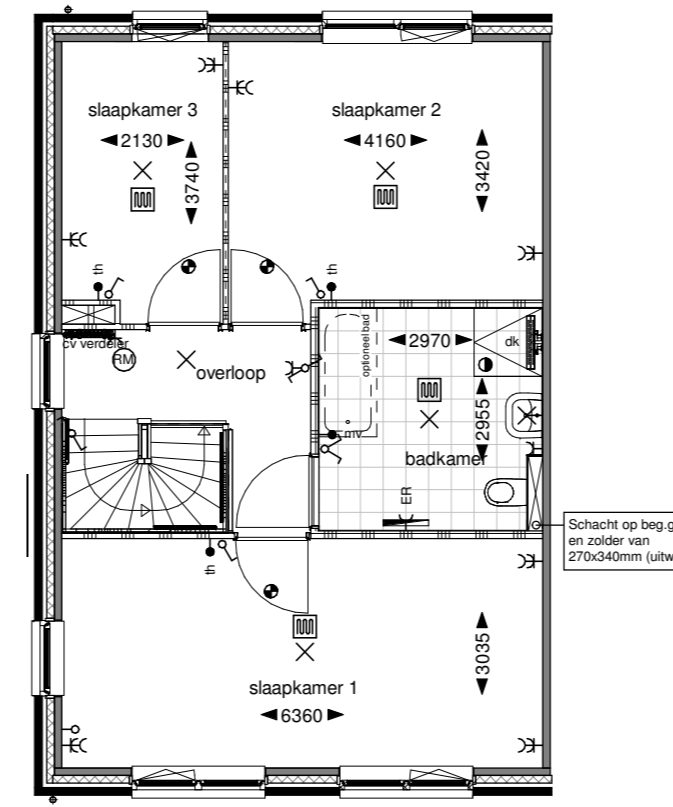 slaapkamer 3
2130
3740
th
slaapkamer 2
4160
3420
th
cv verdeler
RM
overloop
optioneel bad
2970
dk
2955
mv
badkamer
ER
Schacht op beg.g
en zolder van
270x340mm (uitw
th
slaapkamer 1
6360
3035